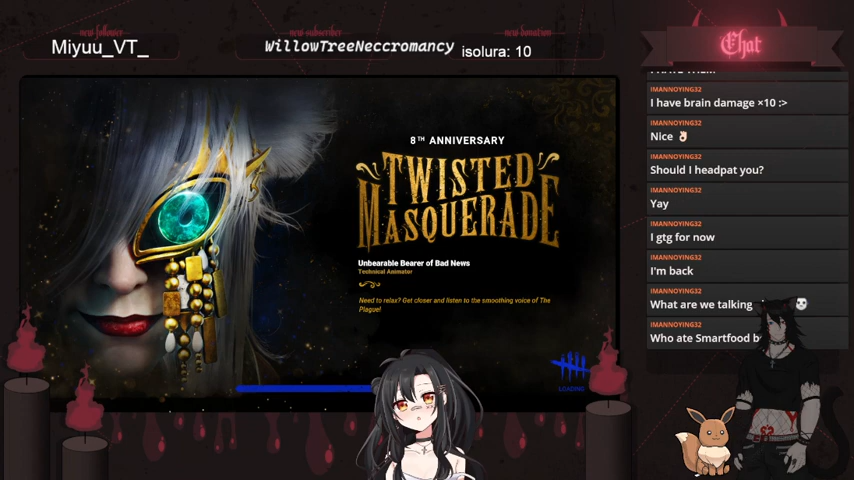 new follower
Miyuu_VT_
new subscriber
WillowTreeNeccromancy
new donation
isolura: 10
Chat
8TH ANNIVERSARY
TWISTED
MASQUERADE
Unbearable Bearer of Bad News
Technical Animator
Need to relax? Get closer and listen to the smoothing voice of The
Plague!
LOADING
IMANNOYING32
I have brain damage ×10 :>
IMANNOYING32
Nice 👌🏻
IMANNOYING32
Should I headpat you?
IMANNOYING32
Yay
IMANNOYING32
I gtg for now
IMANNOYING32
I'm back
IMANNOYING32
What are we talking
IMANNOYING32
Who ate Smartfood